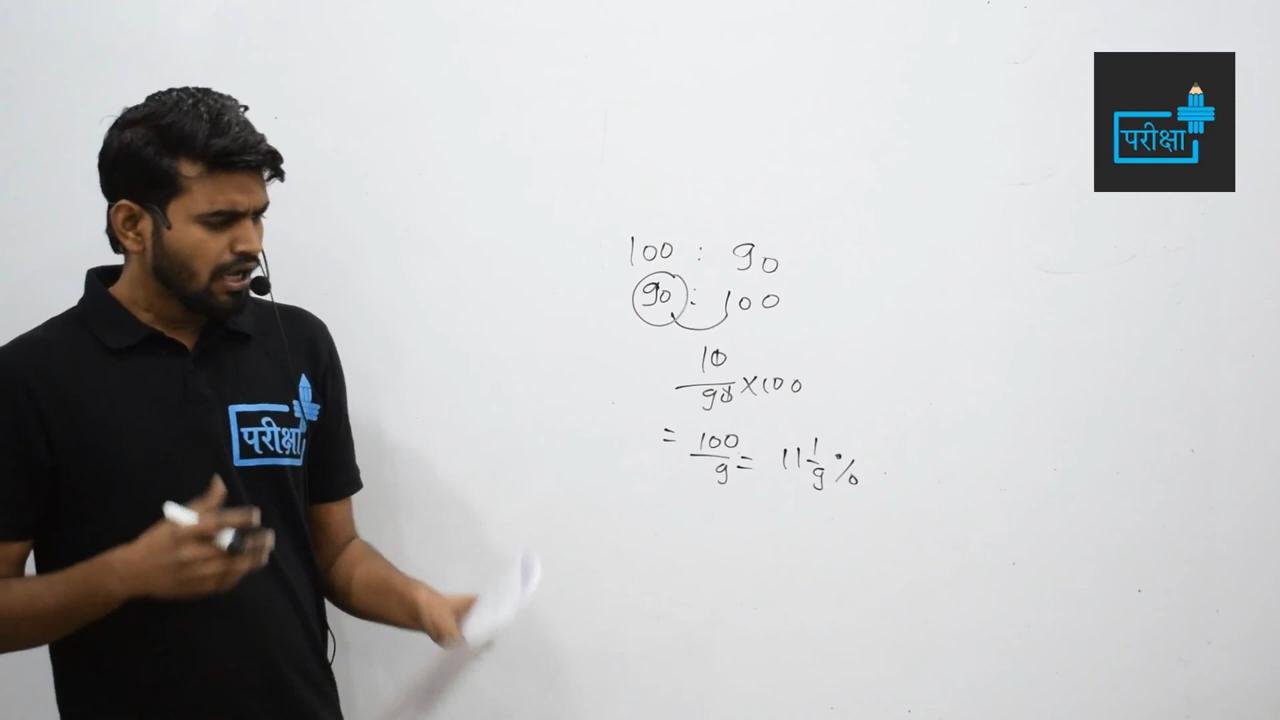 परीक्षा
100 : 90
90 : 100
10
90 × 100
= 100
9 = 11 1/9 %
परीक्षा